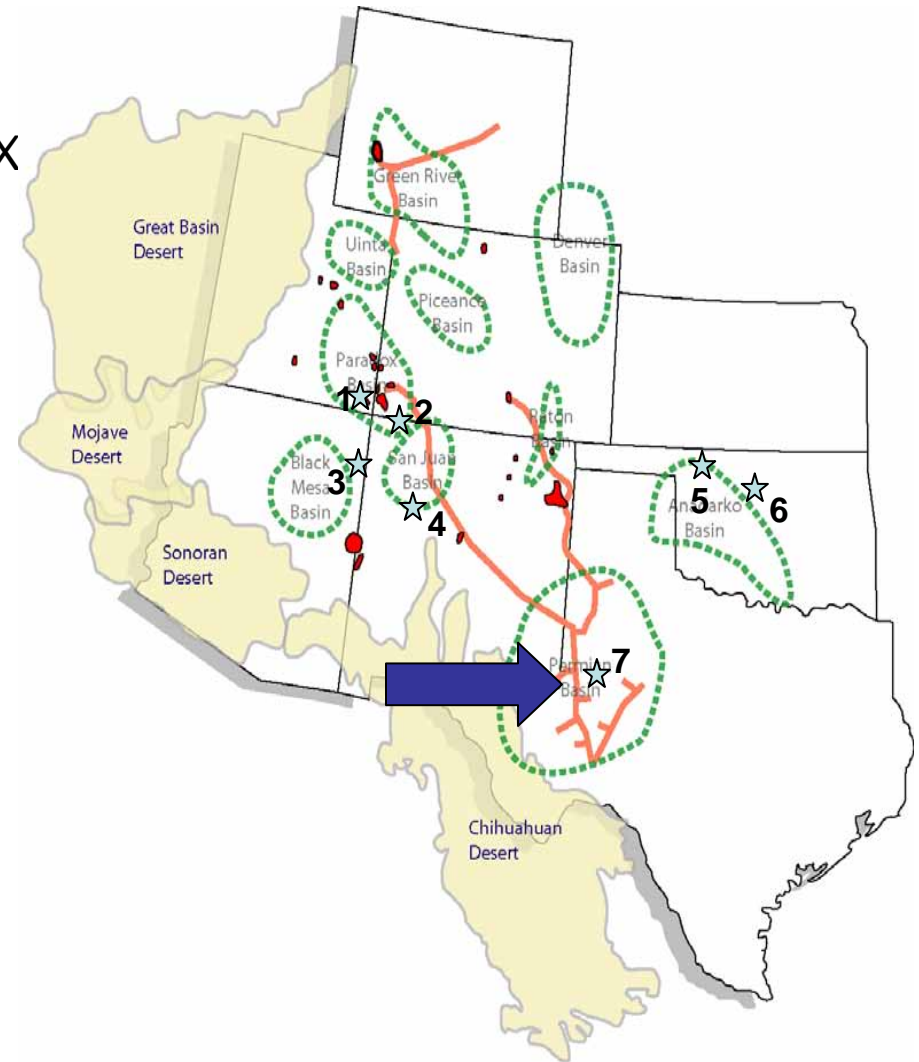 X
Green River
Basin
Great Basin
Desert
Uinta
Basin
Denver
Basin
Piceance
Basin
Paradox
Basin
1
2
Raton
Basin
Mojave
Desert
Black
Mesa
Basin
3
San Juan
Basin
4
5
6
Anadarko
Basin
Sonoran
Desert
7
Permian
Basin
Chihuahuan
Desert